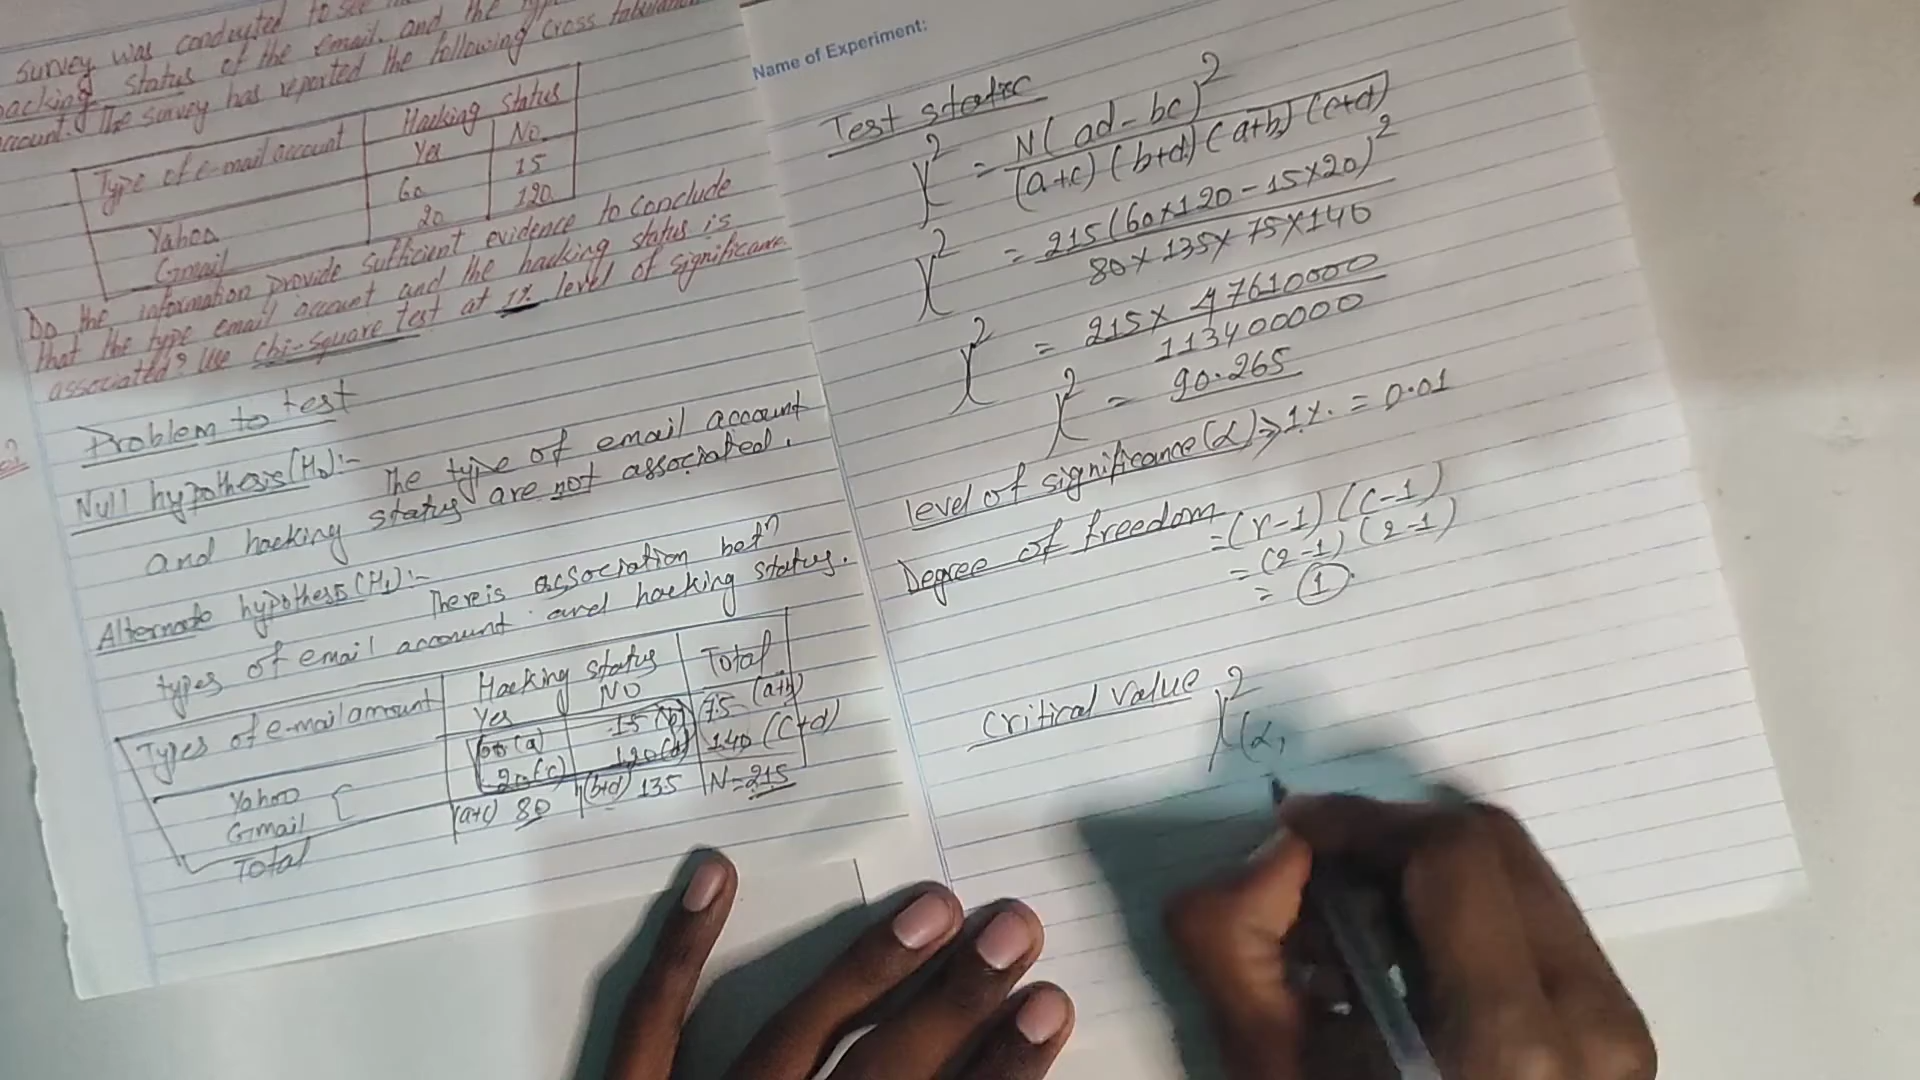 survey was conducted to see
hacking status of the email and the
account. The survey has reported the following cross
Type of e-mail account Hacking status
Yes No
Yahoo 60 15
Gmail 20 120
Do the information provide sufficient evidence to conclude
that the type email account and the hacking status is
associated? Use Chi-square test at 1% level of significance
Problem to test
Null hypothesis (H0):- The type of email account
and hacking status are not associated.
Alternate hypothesis (H1):-
There is association betn
types of email account and hacking status.
Types of e-mail amount Hacking status Total
Yes NO
Yahoo 60 (a) 15 (b) 75 (a+b)
Gmail 20 (c) 120 (d) 140 (c+d)
Total (a+c) 80 (b+d) 135 N=215
Name of Experiment:
Test static
χ² = N(ad-bc)² / (a+c)(b+d)(a+b)(c+d)
χ² = 215(60×120-15×20)² / 80×135×75×140
χ² = 215× 47610000 / 113400000
χ² = 90.265
level of significance (α) ⇒ 1% = 0.01
Degree of freedom = (r-1)(c-1)
= (2-1)(2-1)
= 1
Critical value χ²(α,